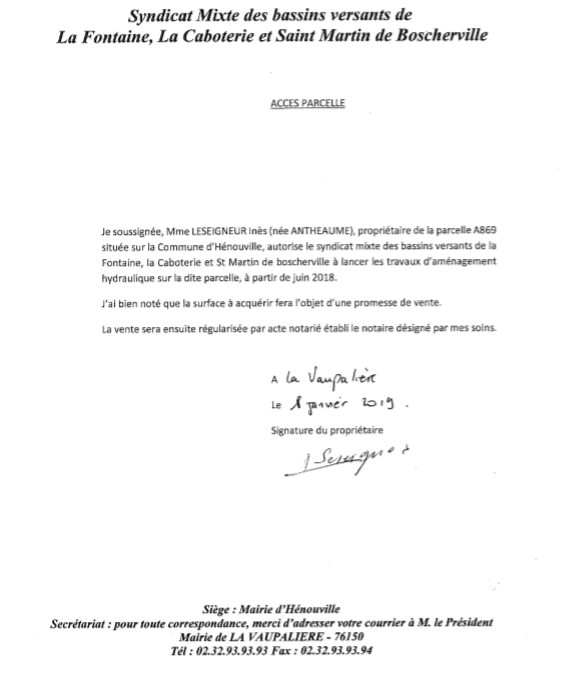 Syndicat Mixte des bassins versants de
La Fontaine, La Caboterie et Saint Martin de Boscherville
ACCES PARCELLE
Je soussignée, Mme LESEIGNEUR Inès (née ANTHEAUME), propriétaire de la parcelle A869
située sur la Commune d'Hénouville, autorise le syndicat mixte des bassins versants de la
Fontaine, la Caboterie et St Martin de boscherville à lancer les travaux d'aménagement
hydraulique sur la dite parcelle, à partir de juin 2018.
J'ai bien noté que la surface à acquérir fera l'objet d'une promesse de vente.
La vente sera ensuite régularisée par acte notarié établi le notaire désigné par mes soins.
A la Vaupalière
Le janvier 2019.
Signature du propriétaire
Siège : Mairie d'Hénouville
Secrétariat : pour toute correspondance, merci d'adresser votre courrier à M. le Président
Mairie de LA VAUPALIERE - 76150
Tél : 02.32.93.93.93 Fax : 02.32.93.93.94